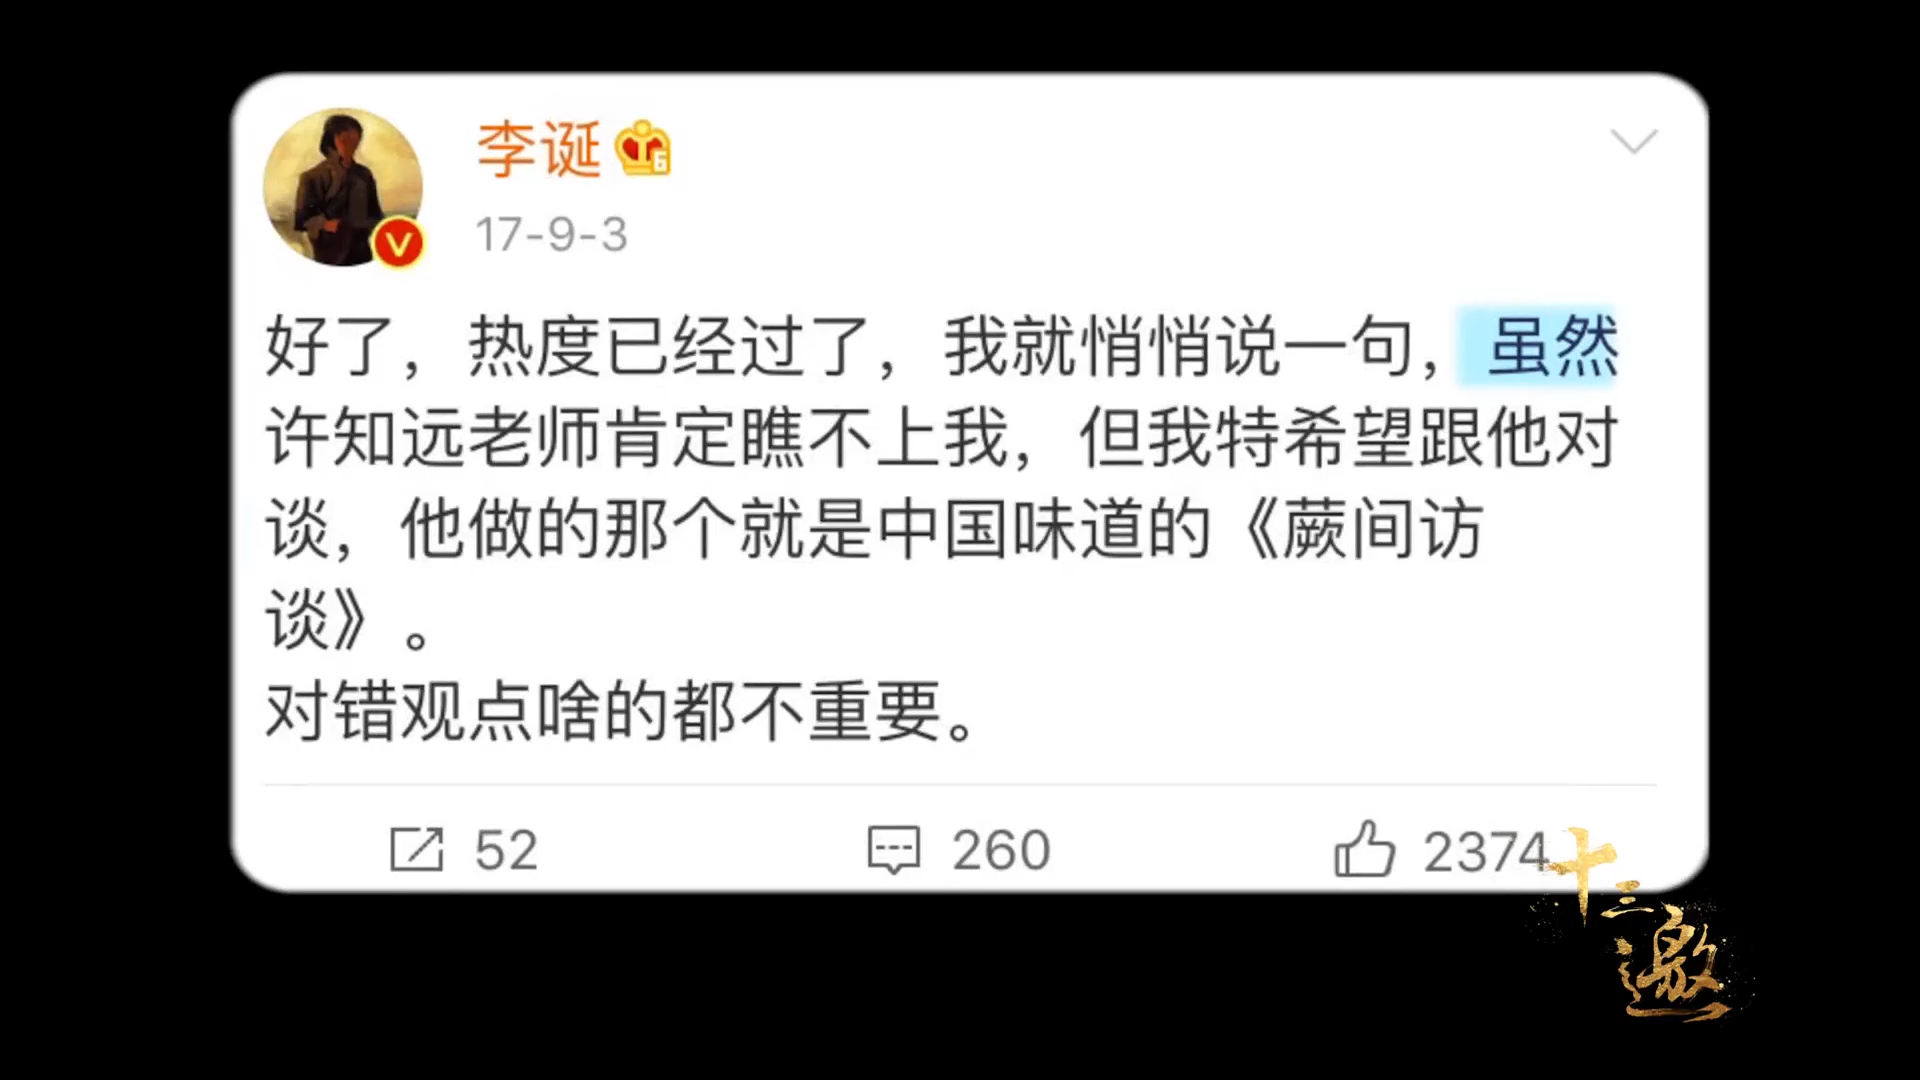 李诞
17-9-3
好了，热度已经过了，我就悄悄说一句，虽然
许知远老师肯定瞧不上我，但我特希望跟他对
谈，他做的那个就是中国味道的《蕨间访
谈》。
对错观点啥的都不重要。
52
260
2374
十三邀